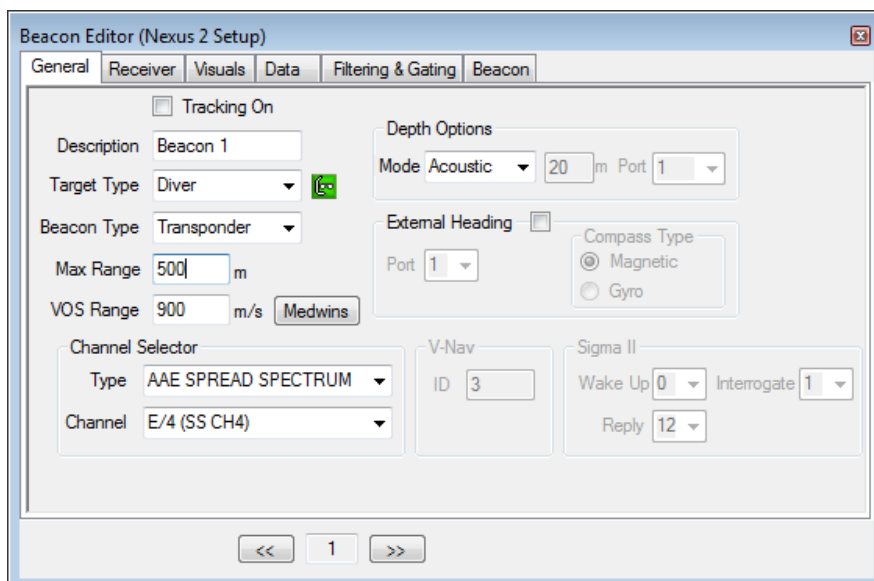 Beacon Editor (Nexus 2 Setup)
General Receiver Visuals Data Filtering & Gating Beacon
Tracking On
Description Beacon 1
Target Type Diver
Beacon Type Transponder
Max Range 500 m
VOS Range 900 m/s Medwins
Depth Options
Mode Acoustic 20 m Port 1
External Heading
Port 1
Compass Type
Magnetic
Gyro
Channel Selector
Type AAE SPREAD SPECTRUM
Channel E/4 (SS CH4)
V-Nav
ID 3
Sigma II
Wake Up 0 Interrogate 1
Reply 12
<< 1 >>